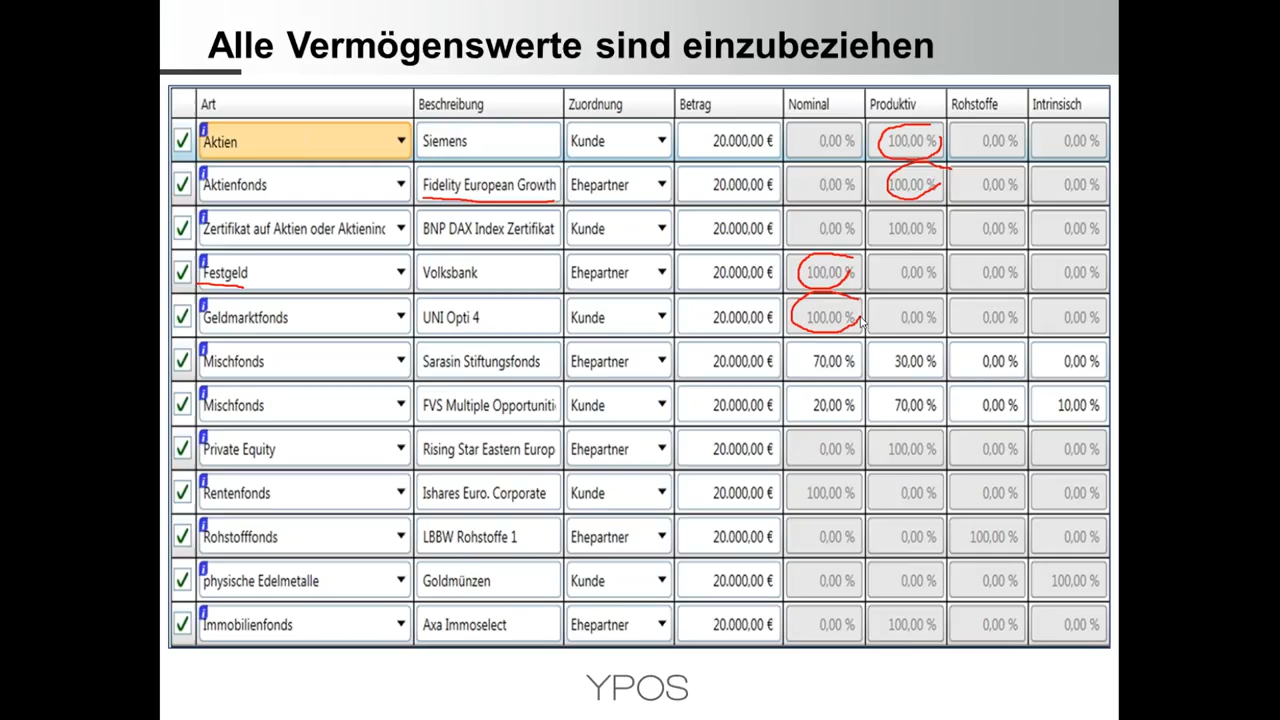 Alle Vermögenswerte sind einzubeziehen
Art Beschreibung Zuordnung Betrag Nominal Produktiv Rohstoffe Intrinsisch
Aktien Siemens Kunde 20.000,00 € 0,00 % 100,00 % 0,00 % 0,00 %
Aktienfonds Fidelity European Growth Ehepartner 20.000,00 € 0,00 % 100,00 % 0,00 % 0,00 %
Zertifikat auf Aktien oder Aktieninc BNP DAX Index Zertifikat Kunde 20.000,00 € 0,00 % 100,00 % 0,00 % 0,00 %
Festgeld Volksbank Ehepartner 20.000,00 € 100,00 % 0,00 % 0,00 % 0,00 %
Geldmarktfonds UNI Opti 4 Kunde 20.000,00 € 100,00 % 0,00 % 0,00 % 0,00 %
Mischfonds Sarasin Stiftungsfonds Ehepartner 20.000,00 € 70,00 % 30,00 % 0,00 % 0,00 %
Mischfonds FVS Multiple Opportuniti Kunde 20.000,00 € 20,00 % 70,00 % 0,00 % 10,00 %
Private Equity Rising Star Eastern Europ Ehepartner 20.000,00 € 0,00 % 100,00 % 0,00 % 0,00 %
Rentenfonds Ishares Euro. Corporate Kunde 20.000,00 € 100,00 % 0,00 % 0,00 % 0,00 %
Rohstofffonds LBBW Rohstoffe 1 Ehepartner 20.000,00 € 0,00 % 0,00 % 100,00 % 0,00 %
physische Edelmetalle Goldmünzen Kunde 20.000,00 € 0,00 % 0,00 % 0,00 % 100,00 %
Immobilienfonds Axa Immoselect Ehepartner 20.000,00 € 0,00 % 100,00 % 0,00 % 0,00 %
YPOS